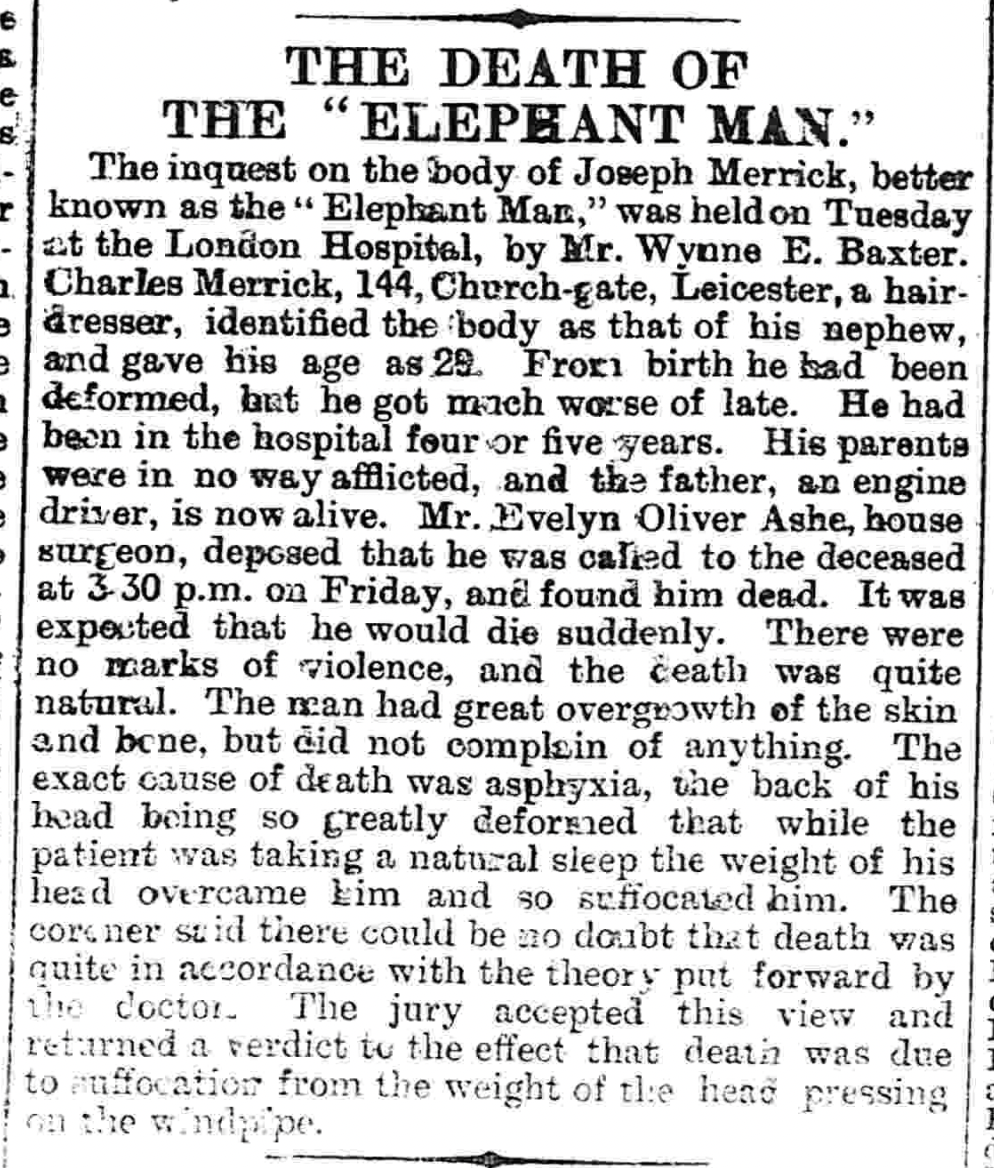 THE DEATH OF
THE "ELEPHANT MAN."
The inquest on the body of Joseph Merrick, better
known as the "Elephant Man," was held on Tuesday
at the London Hospital, by Mr. Wynne E. Baxter.
Charles Merrick, 144, Church-gate, Leicester, a hair-
dresser, identified the body as that of his nephew,
and gave his age as 29. From birth he had been
deformed, but he got much worse of late. He had
been in the hospital four or five years. His parents
were in no way afflicted, and the father, an engine
driver, is now alive. Mr. Evelyn Oliver Ashe, house
surgeon, deposed that he was called to the deceased
at 3-30 p.m. on Friday, and found him dead. It was
expected that he would die suddenly. There were
no marks of violence, and the death was quite
natural. The man had great overgrowth of the skin
and bone, but did not complain of anything. The
exact cause of death was asphyxia, the back of his
head being so greatly deformed that while the
patient was taking a natural sleep the weight of his
head overcame him and so suffocated him. The
coroner said there could be no doubt that death was
quite in accordance with the theory put forward by
the doctor. The jury accepted this view and
returned a verdict to the effect that death was due
to suffocation from the weight of the head pressing
on the windpipe.